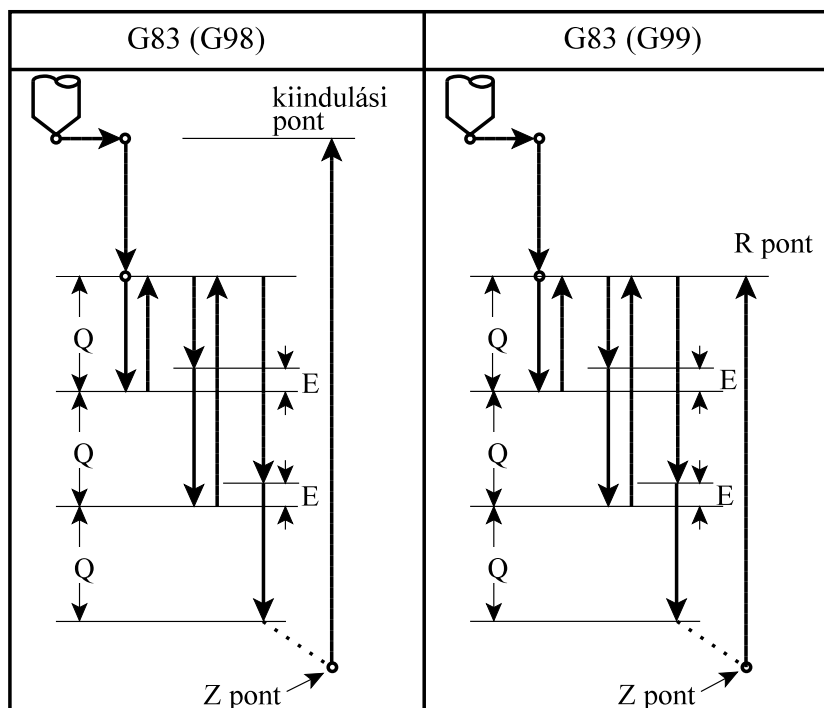 G83 (G98)
G83 (G99)
kiindulási
pont
Q
E
Q
E
Q
Z pont
R pont
Q
E
Q
E
Q
Z pont